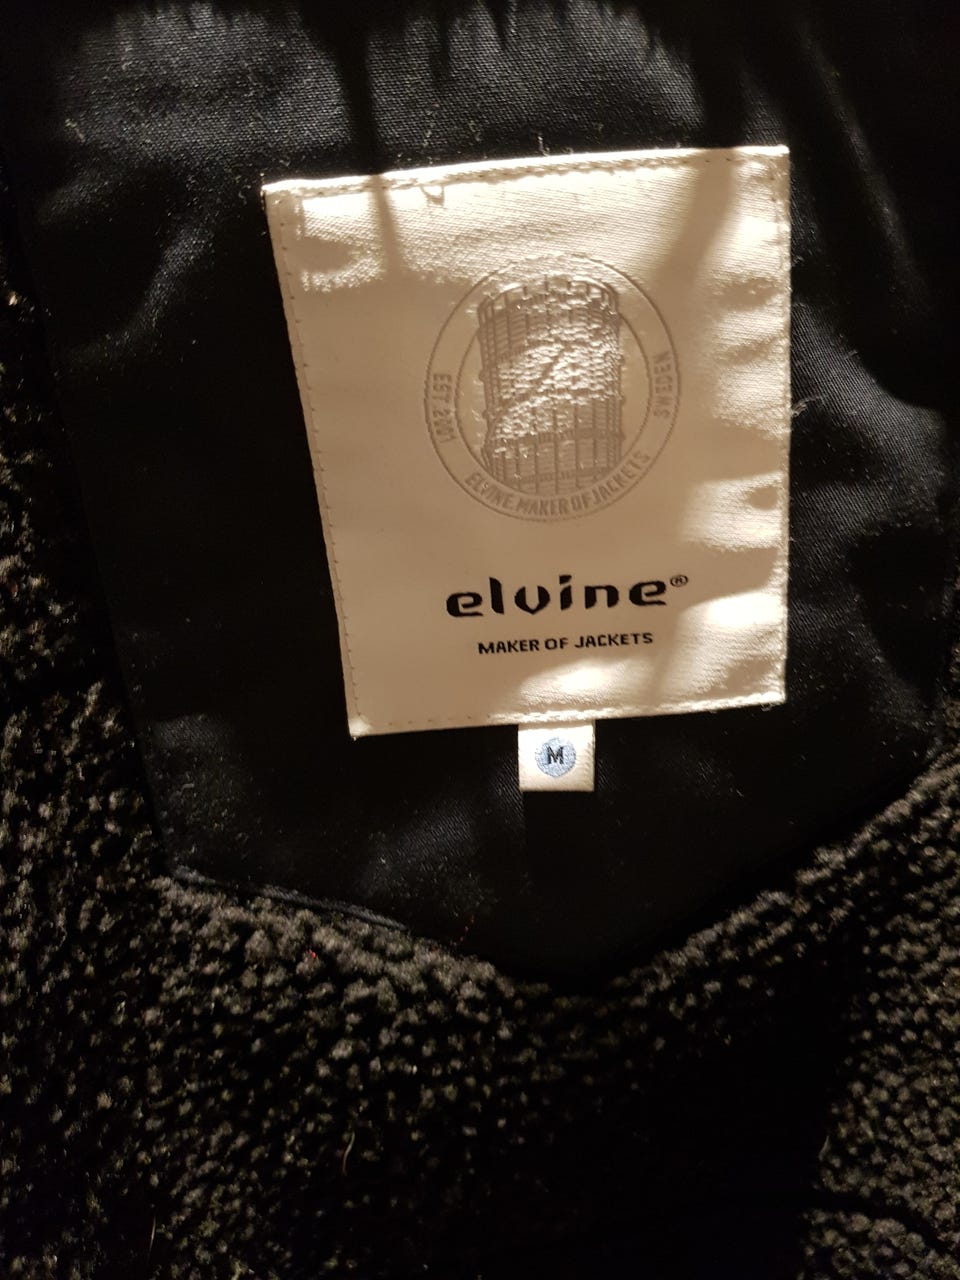 EST. 2001
SWEDEN
ELVINE. MAKER OF JACKETS
elvine®
MAKER OF JACKETS
M